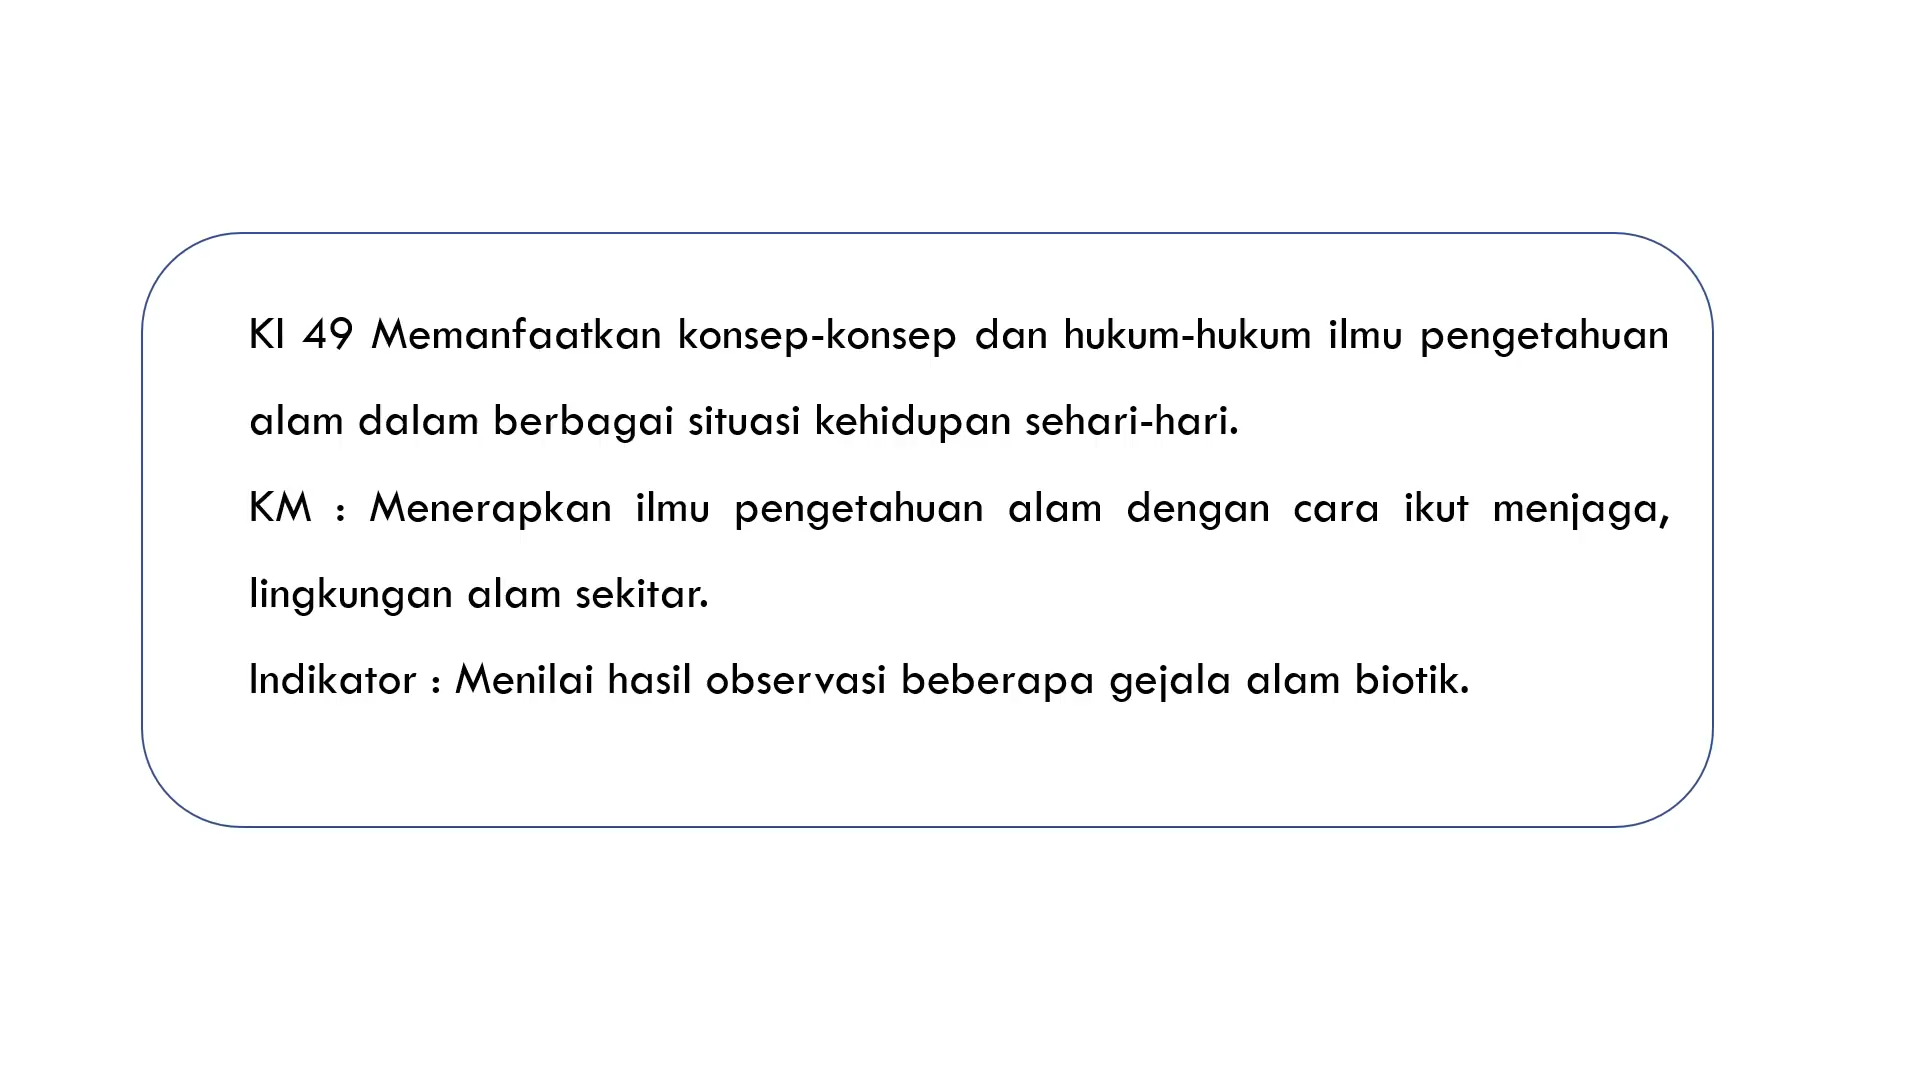 KI 49 Memanfaatkan konsep-konsep dan hukum-hukum ilmu pengetahuan
alam dalam berbagai situasi kehidupan sehari-hari.
KM : Menerapkan ilmu pengetahuan alam dengan cara ikut menjaga,
lingkungan alam sekitar.
Indikator : Menilai hasil observasi beberapa gejala alam biotik.